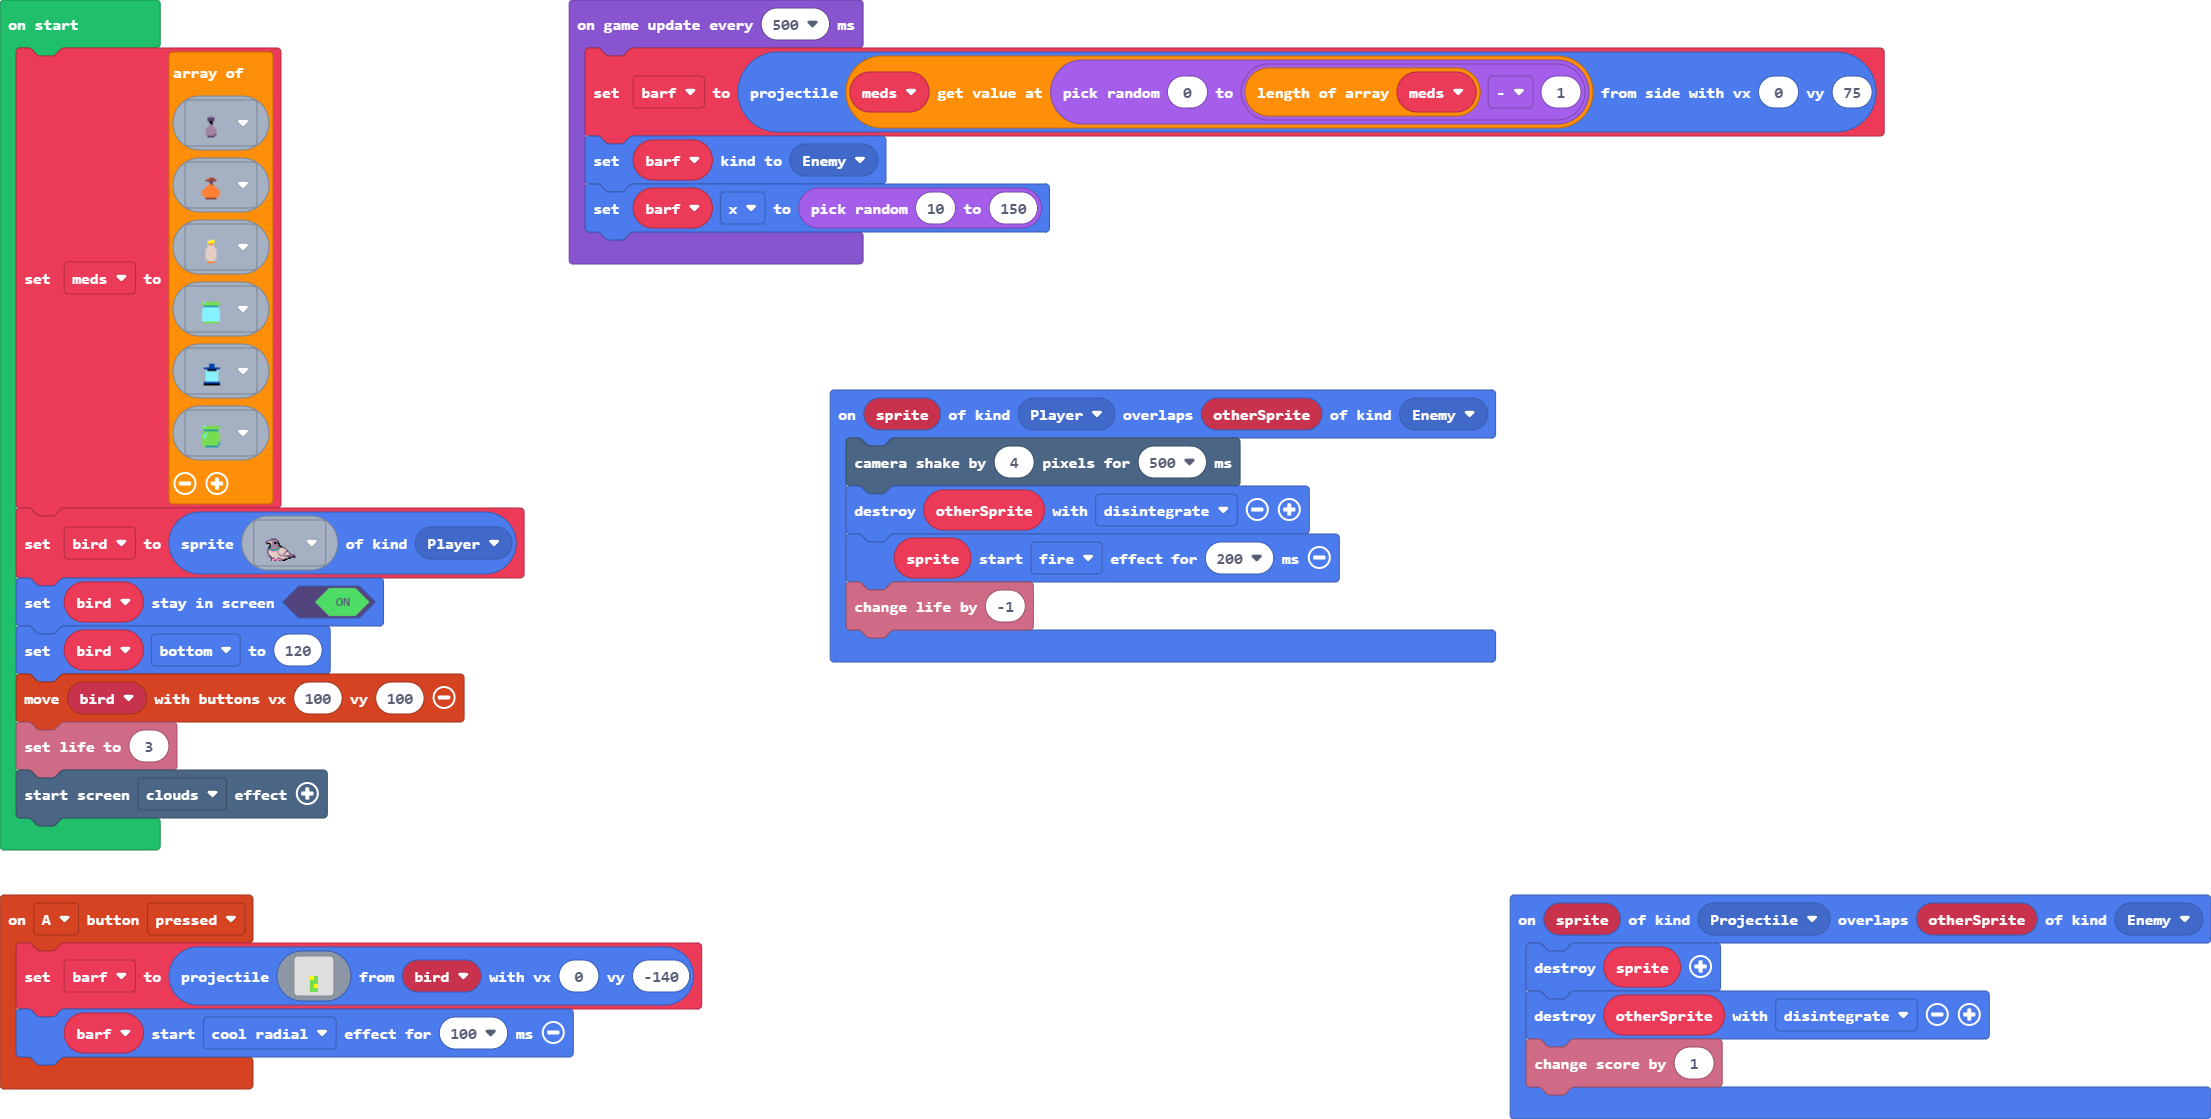 on start
array of
set meds to
set bird to sprite of kind Player
set bird stay in screen ON
set bird bottom to 120
move bird with buttons vx 100 vy 100
set life to 3
start screen clouds effect
on game update every 500 ms
set barf to projectile meds get value at pick random 0 to length of array meds - 1 from side with vx 0 vy 75
set barf kind to Enemy
set barf x to pick random 10 to 150
on sprite of kind Player overlaps otherSprite of kind Enemy
camera shake by 4 pixels for 500 ms
destroy otherSprite with disintegrate
sprite start fire effect for 200 ms
change life by -1
on A button pressed
set barf to projectile from bird with vx 0 vy -140
barf start cool radial effect for 100 ms
on sprite of kind Projectile overlaps otherSprite of kind Enemy
destroy sprite
destroy otherSprite with disintegrate
change score by 1